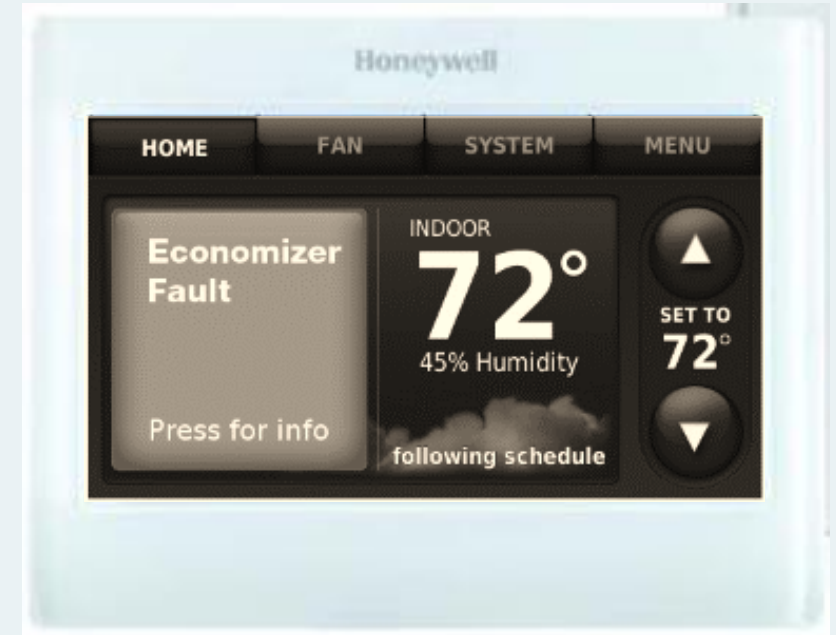 Honeywell
HOME
FAN
SYSTEM
MENU
Economizer
Fault
Press for info
INDOOR
72°
45% Humidity
following schedule
SET TO
72°